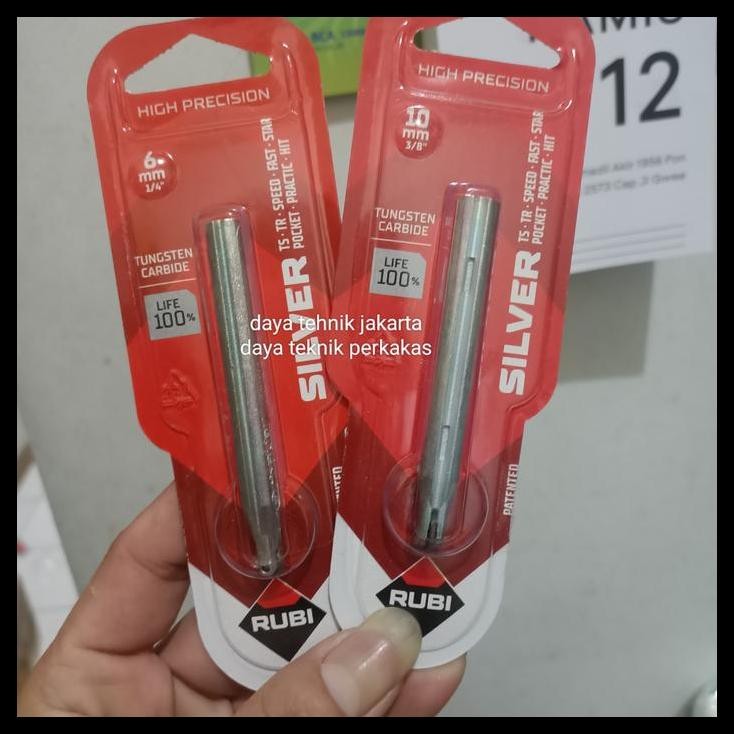 HIGH PRECISION
6
mm
1/4"
TUNGSTEN
CARBIDE
LIFE
100%
SILVER
TS · TR · SPEED · FAST · STAR
POCKET · PRACTIC · HIT
RUBI
HIGH PRECISION
10
mm
3/8"
TUNGSTEN
CARBIDE
LIFE
100%
SILVER
TS · TR · SPEED · FAST · STAR
POCKET · PRACTIC · HIT
PATENTED
RUBI
daya tehnik jakarta
daya teknik perkakas
12